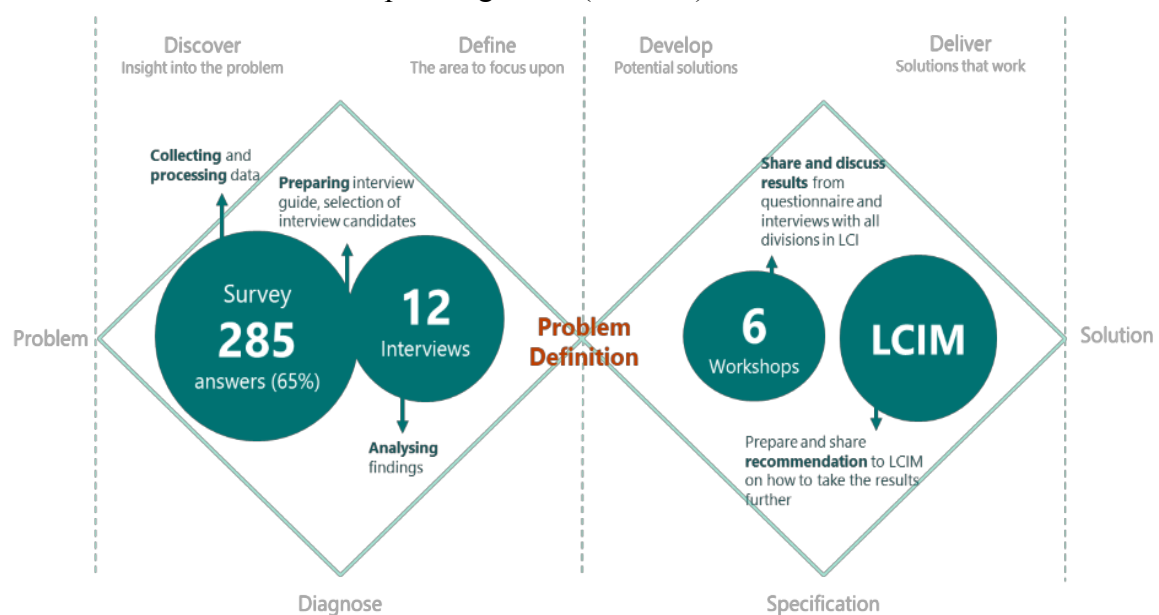 Discover
Insight into the problem
Define
The area to focus upon
Develop
Potential solutions
Deliver
Solutions that work
Collecting and
processing data
Preparing interview
guide, selection of
interview candidates
Survey
285
answers (65%)
12
Interviews
Analysing
findings
Problem
Problem
Definition
Share and discuss
results from
questionnaire and
interviews with all
divisions in LCI
6
Workshops
LCIM
Prepare and share
recommendation to LCIM
on how to take the results
further
Solution
Diagnose
Specification